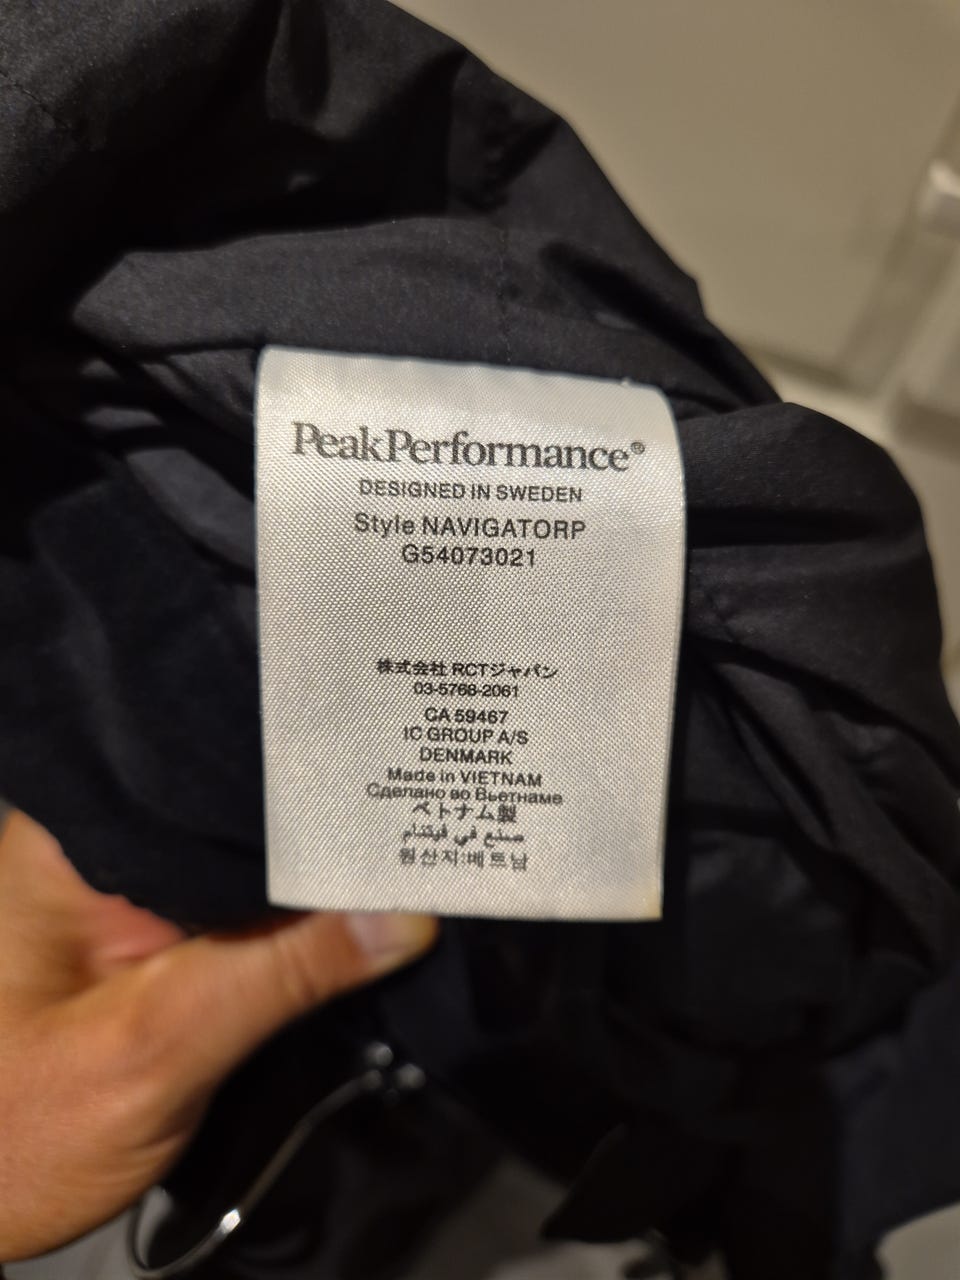 PeakPerformance®
DESIGNED IN SWEDEN
Style NAVIGATORP
G54073021
株式会社 RCTジャパン
03-5768-2061
CA 59467
IC GROUP A/S
DENMARK
Made in VIETNAM
Сделано во Вьетнаме
ベトナム製
صنع في فيتنام
원산지:베트남